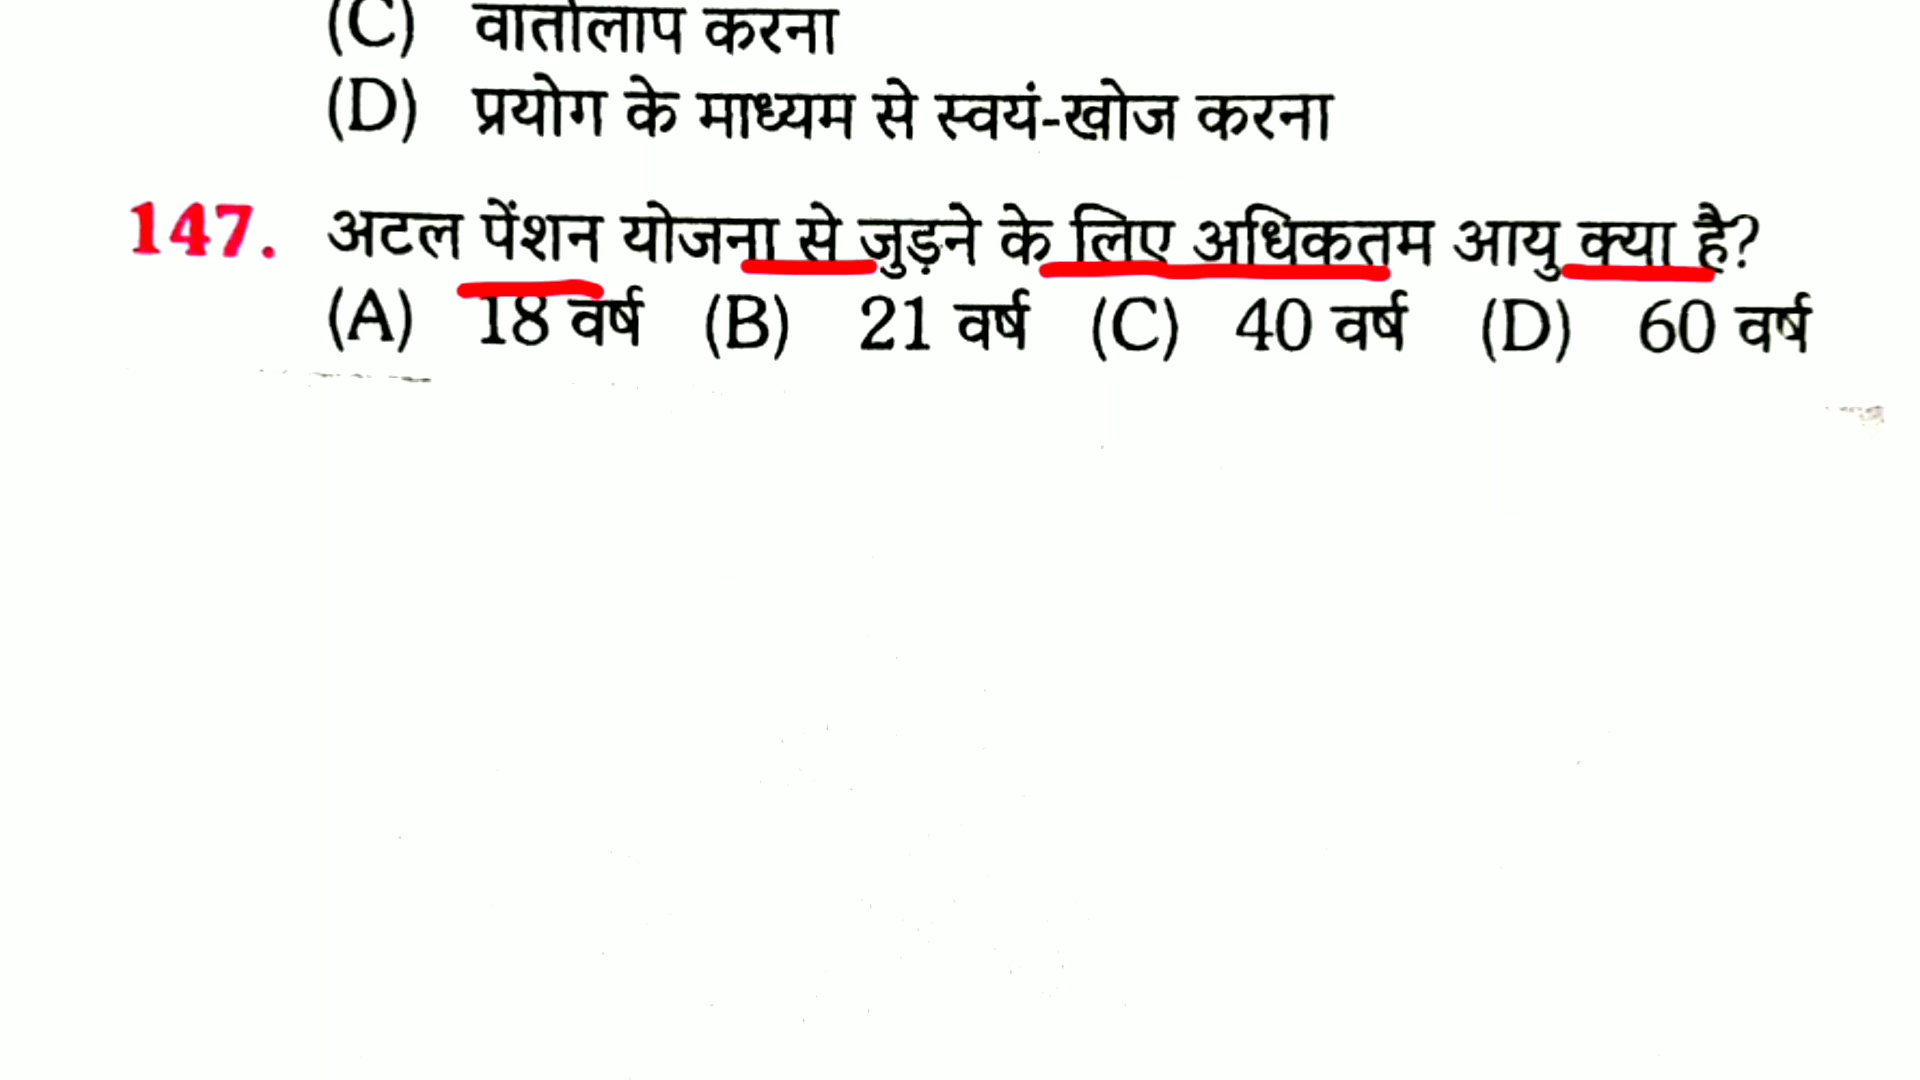 (C) वार्तालाप करना
(D) प्रयोग के माध्यम से स्वयं-खोज करना
147. अटल पेंशन योजना से जुड़ने के लिए अधिकतम आयु क्या है?
(A) 18 वर्ष (B) 21 वर्ष (C) 40 वर्ष (D) 60 वर्ष